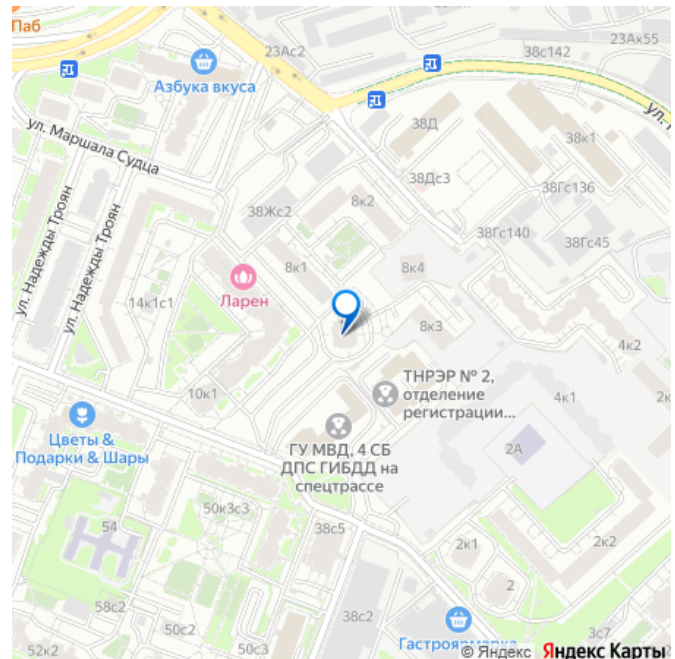 Паб
23Ас2
38с142
23Ак55
Азбука вкуса
ул. Маршала Судца
38Д
38к1
38Дс3
38Гс136
ул. Надежды Троян
ул. Надежды Троян
38Жс2
8к2
38Гс140
38Гс45
8к1
8к4
Ларен
14к1с1
8к3
4к2
10к1
ТНРЭР № 2,
отделение
регистрации...
4к1
Цветы &
Подарки & Шары
ГУ МВД, 4 СБ
ДПС ГИБДД на
спецтрассе
2А
50к3с3
54
38с5
2к1
2к2
58с2
2
38с2
50с2
52к2
50с3
Гастроярмарка
3с7
© Яндекс Яндекс Карты